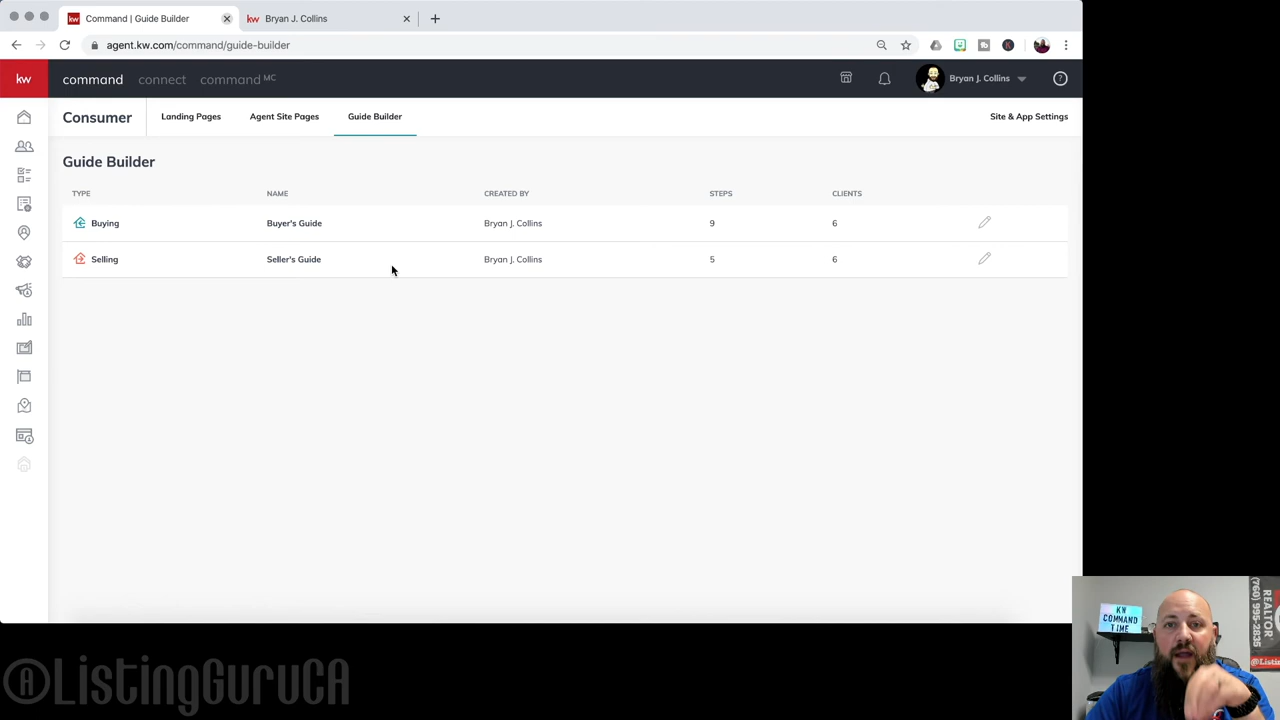 Command | Guide Builder
kw Bryan J. Collins
agent.kw.com/command/guide-builder
kw command connect command MC
Bryan J. Collins
Consumer Landing Pages Agent Site Pages Guide Builder Site & App Settings
Guide Builder
TYPE NAME CREATED BY STEPS CLIENTS
Buying Buyer's Guide Bryan J. Collins 9 6
Selling Seller's Guide Bryan J. Collins 5 6
KW
COMMAND
TIME
REALTOR
(760) 995-2835
@ListingGuruCA